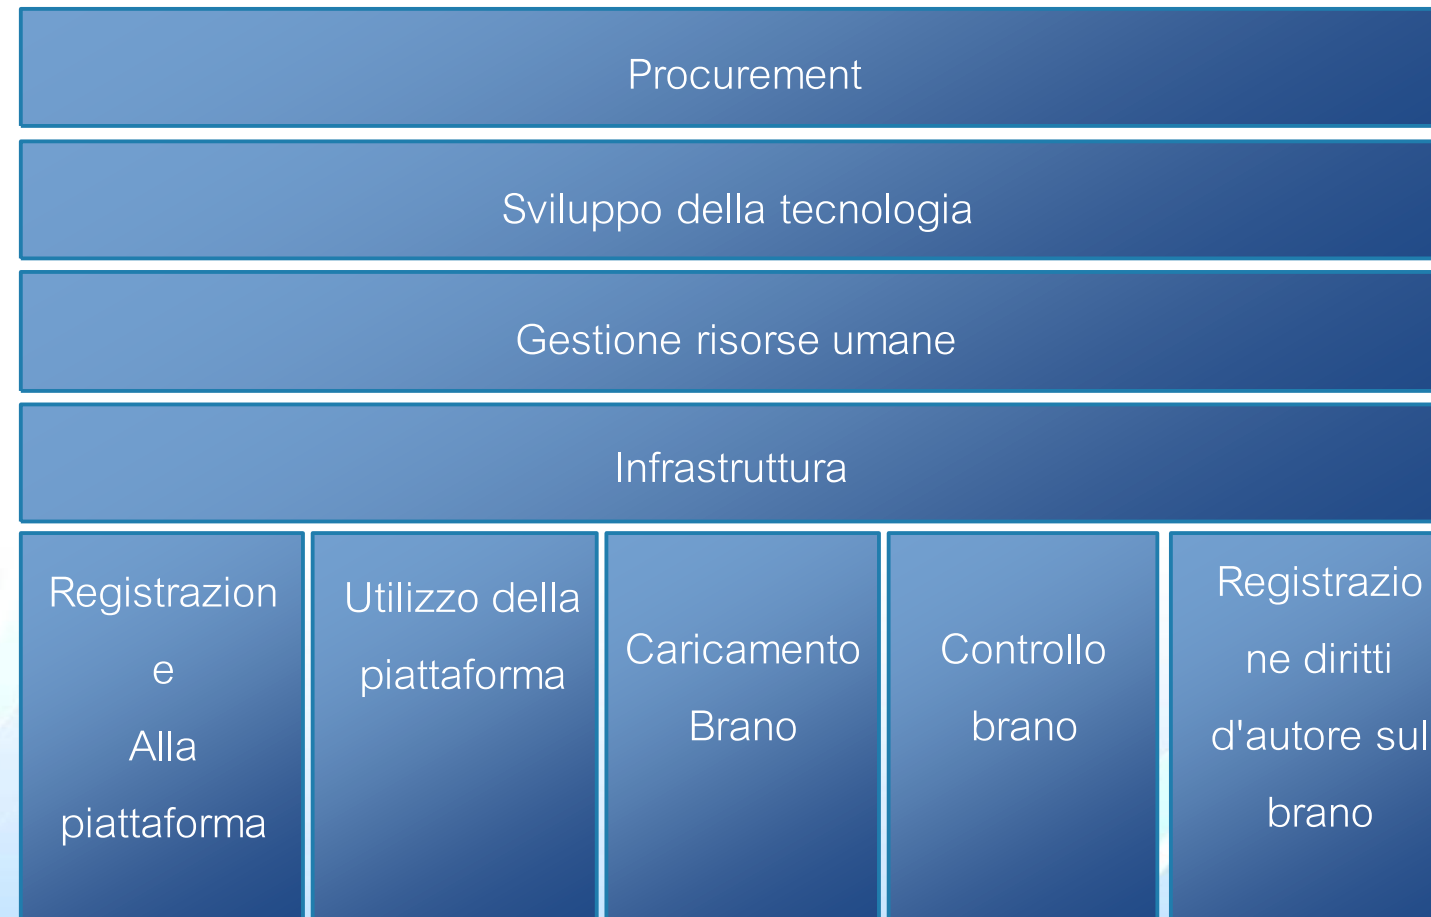 Procurement
Sviluppo della tecnologia
Gestione risorse umane
Infrastruttura
Registrazion
e
Alla
piattaforma
Utilizzo della
piattaforma
Caricamento
Brano
Controllo
brano
Registrazio
ne diritti
d'autore sul
brano